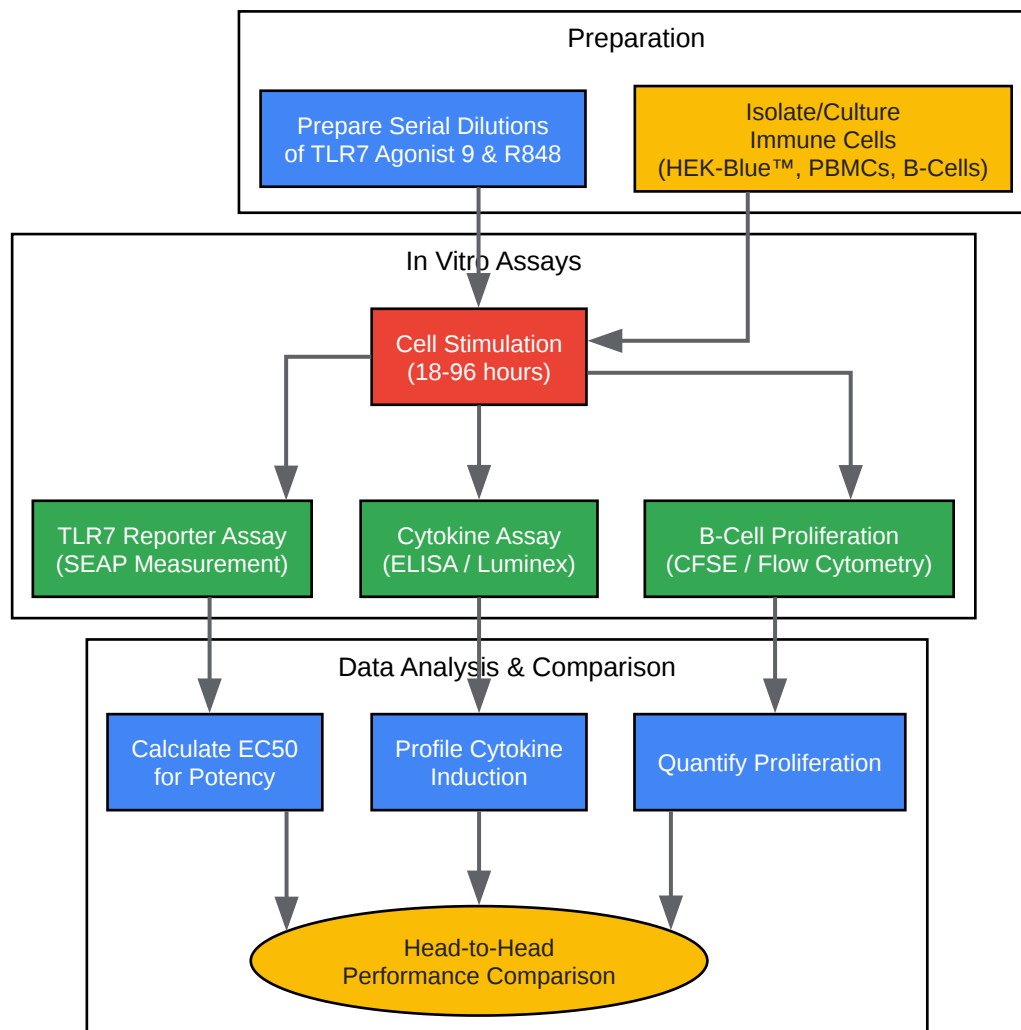 Preparation
Prepare Serial Dilutions
of TLR7 Agonist 9 & R848
Isolate/Culture
Immune Cells
(HEK-Blue™, PBMCs, B-Cells)
In Vitro Assays
Cell Stimulation
(18-96 hours)
TLR7 Reporter Assay
(SEAP Measurement)
Cytokine Assay
(ELISA / Luminex)
B-Cell Proliferation
(CFSE / Flow Cytometry)
Data Analysis & Comparison
Calculate EC50
for Potency
Profile Cytokine
Induction
Quantify Proliferation
Head-to-Head
Performance Comparison